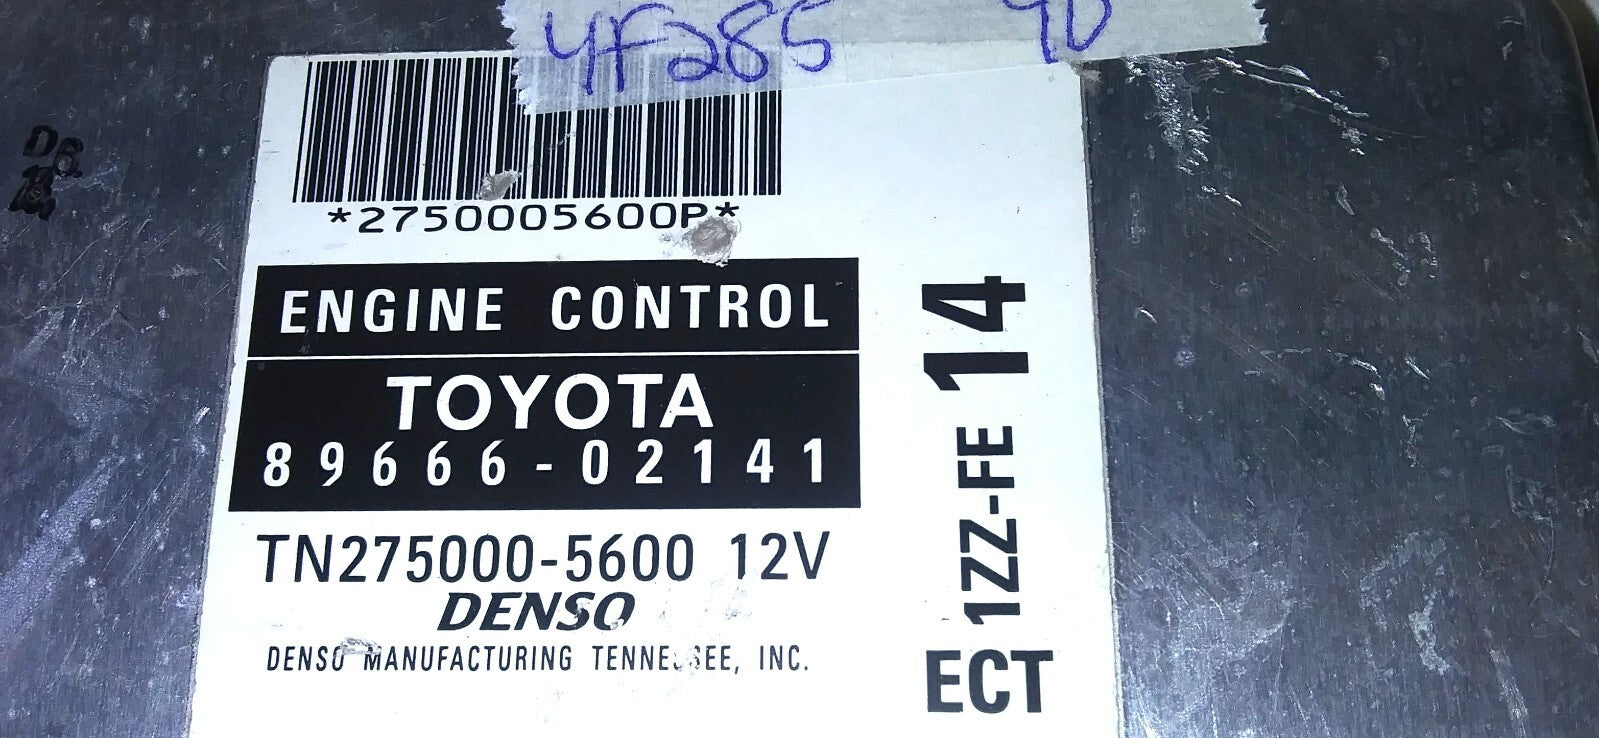 4F285 4D
*2750005600P*
ENGINE CONTROL
TOYOTA
89666-02141
TN275000-5600 12V
DENSO
DENSO MANUFACTURING TENNESSEE, INC.
ECT 1ZZ-FE 14